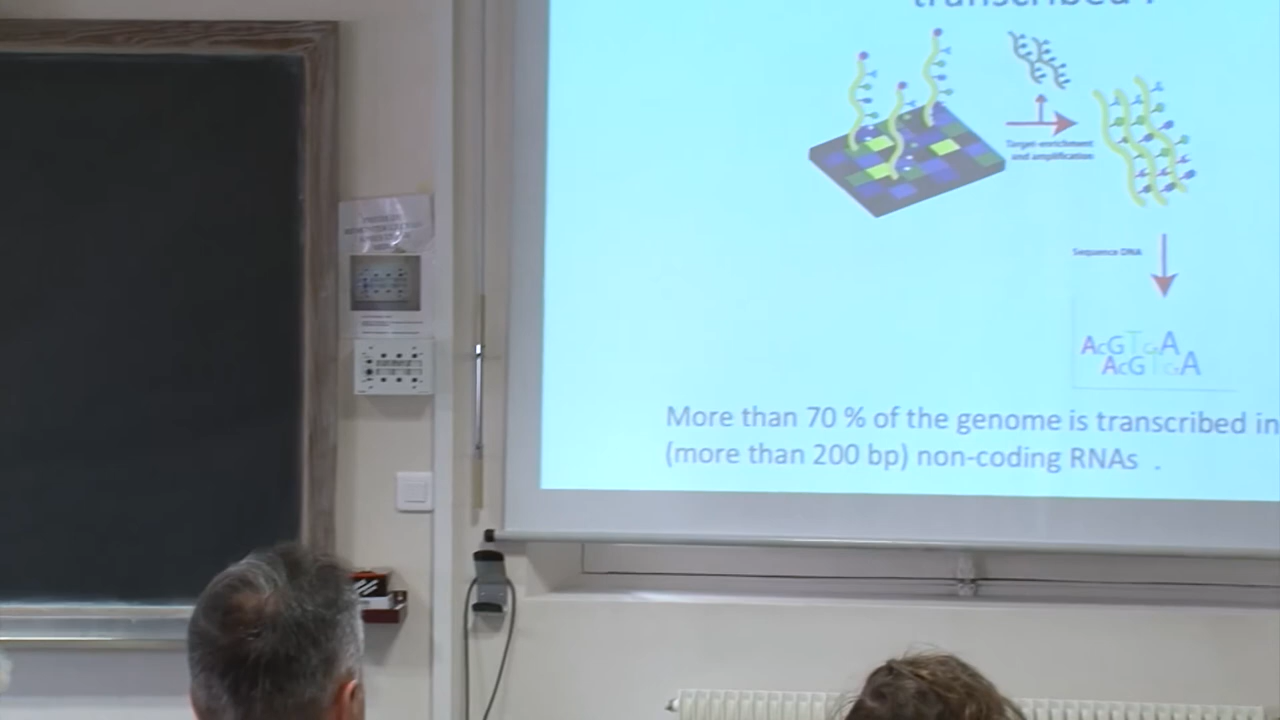 transcribed ?
Target enrichment
and amplification
Sequence DNA
AcGTGA
AcGTGA
More than 70 % of the genome is transcribed in
(more than 200 bp) non-coding RNAs .